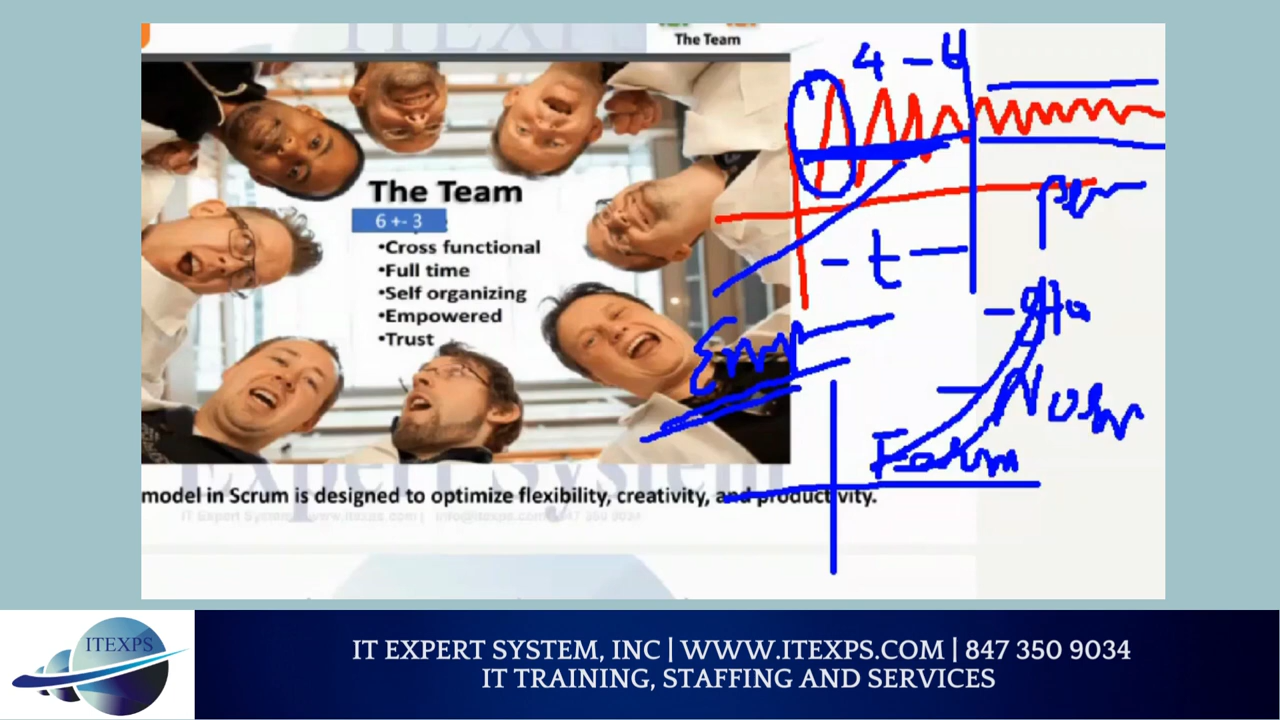 The Team
4 - 4
The Team
6 +- 3
•Cross functional
•Full time
•Self organizing
•Empowered
•Trust
- t -
model in Scrum is designed to optimize flexibility, creativity, and productivity.
ITEXPS
IT EXPERT SYSTEM, INC | WWW.ITEXPS.COM | 847 350 9034
IT TRAINING, STAFFING AND SERVICES